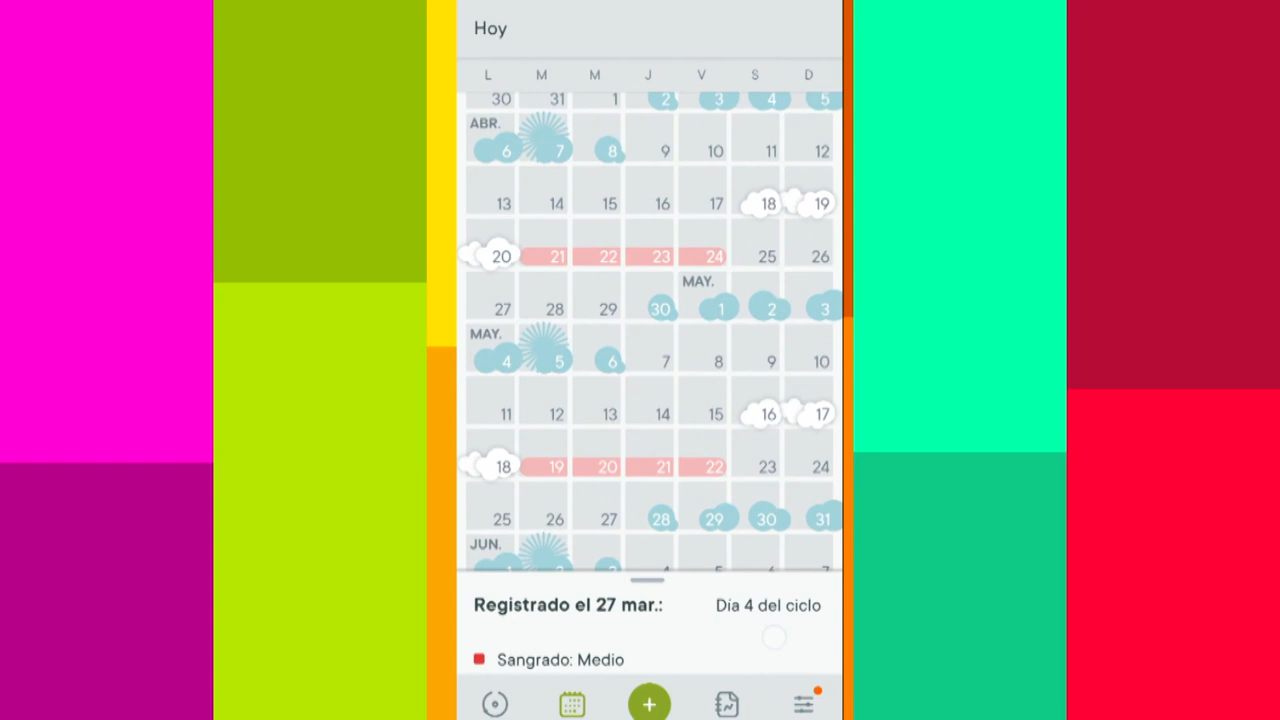 Hoy
L M M J V S D
30 31 1 2 3 4 5
ABR.
6 7 8 9 10 11 12
13 14 15 16 17 18 19
20 21 22 23 24 25 26
MAY.
27 28 29 30 1 2 3
MAY.
4 5 6 7 8 9 10
11 12 13 14 15 16 17
18 19 20 21 22 23 24
25 26 27 28 29 30 31
JUN.
Registrado el 27 mar.: Día 4 del ciclo
Sangrado: Medio